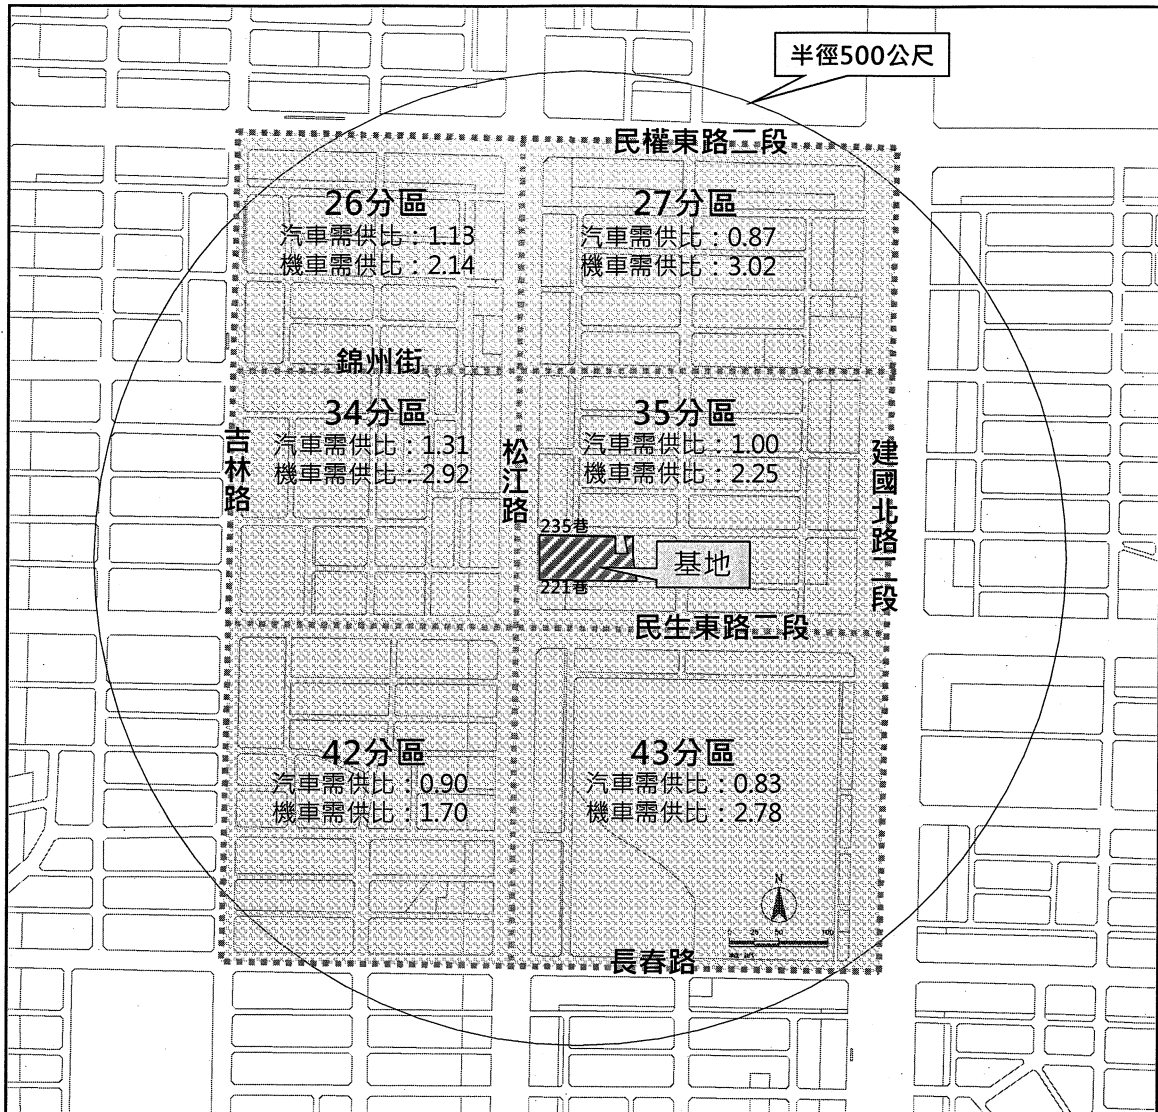 半徑500公尺
民權東路二段
26分區
汽車需供比：1.13
機車需供比：2.14
27分區
汽車需供比：0.87
機車需供比：3.02
錦州街
34分區
汽車需供比：1.31
機車需供比：2.92
35分區
汽車需供比：1.00
機車需供比：2.25
吉林路
松江路
建國北路二段
235巷
基地
221巷
民生東路二段
42分區
汽車需供比：0.90
機車需供比：1.70
43分區
汽車需供比：0.83
機車需供比：2.78
N
0 25 50 100
長春路